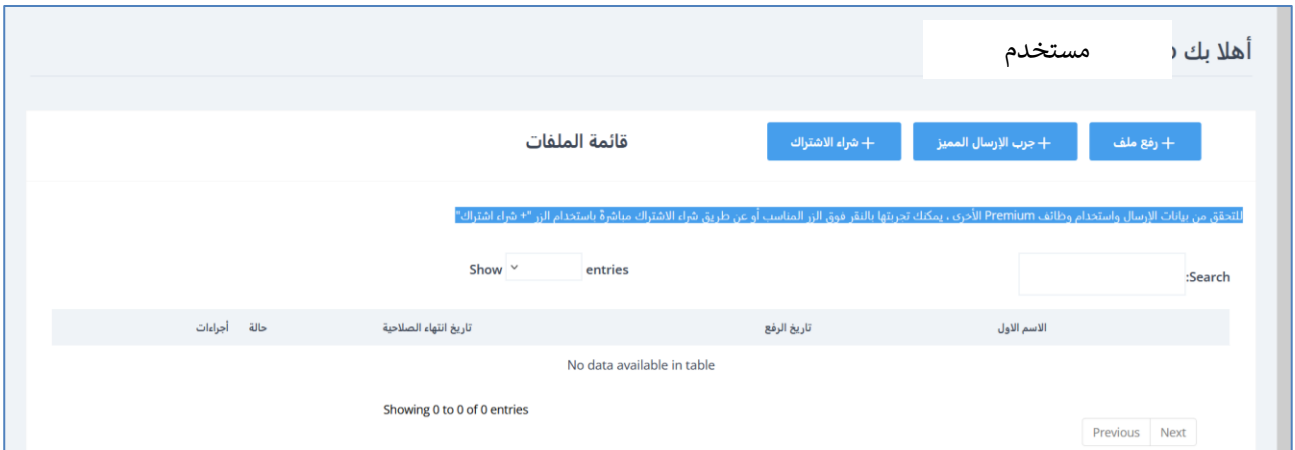 أهلا بك
مستخدم
+ رفع ملف
+ جرب الإرسال المميز
+ شراء الاشتراك
قائمة الملفات
للتحقق من بيانات الإرسال واستخدام وظائف Premium الأخرى ، يمكنك تجربتها بالنقر فوق الزر المناسب أو عن طريق شراء الاشتراك مباشرةً باستخدام الزر "+ شراء اشتراك"
Search:
Show entries
الاسم الاول تاريخ الرفع تاريخ انتهاء الصلاحية حالة أجراءات
No data available in table
Showing 0 to 0 of 0 entries
Previous Next